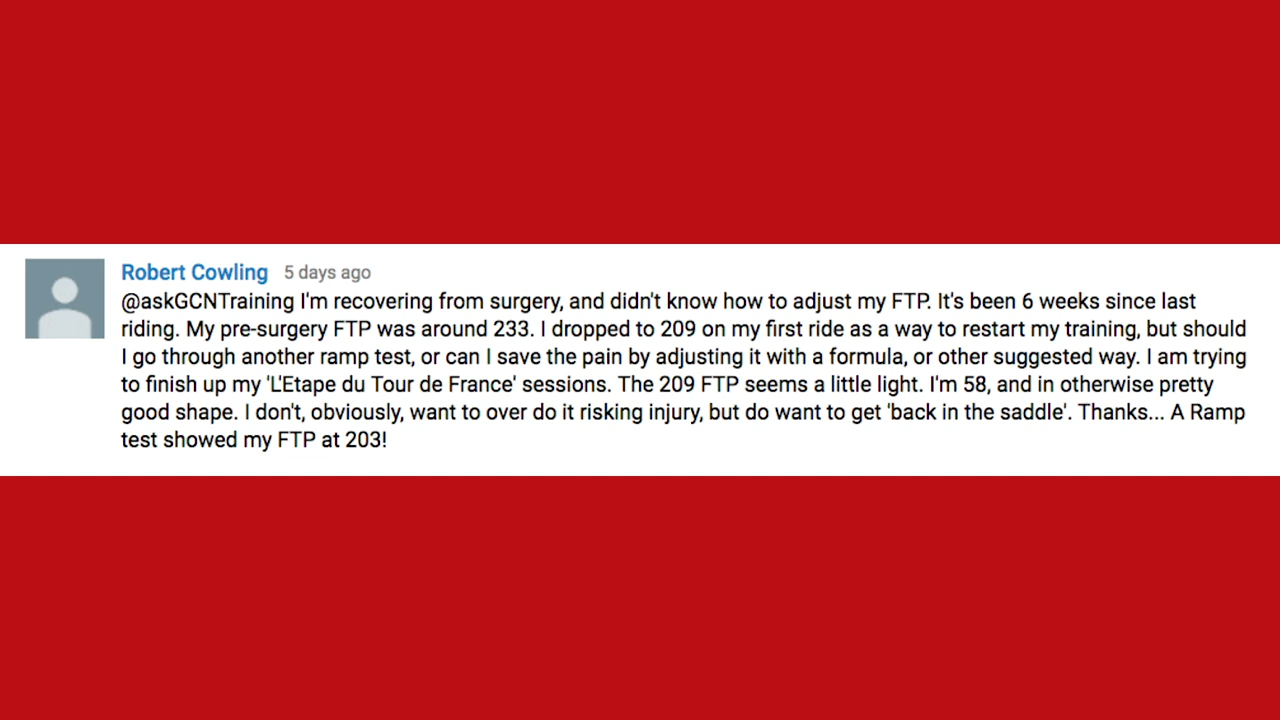 Robert Cowling 5 days ago
@askGCNTraining I'm recovering from surgery, and didn't know how to adjust my FTP. It's been 6 weeks since last
riding. My pre-surgery FTP was around 233. I dropped to 209 on my first ride as a way to restart my training, but should
I go through another ramp test, or can I save the pain by adjusting it with a formula, or other suggested way. I am trying
to finish up my 'L'Etape du Tour de France' sessions. The 209 FTP seems a little light. I'm 58, and in otherwise pretty
good shape. I don't, obviously, want to over do it risking injury, but do want to get 'back in the saddle'. Thanks... A Ramp
test showed my FTP at 203!